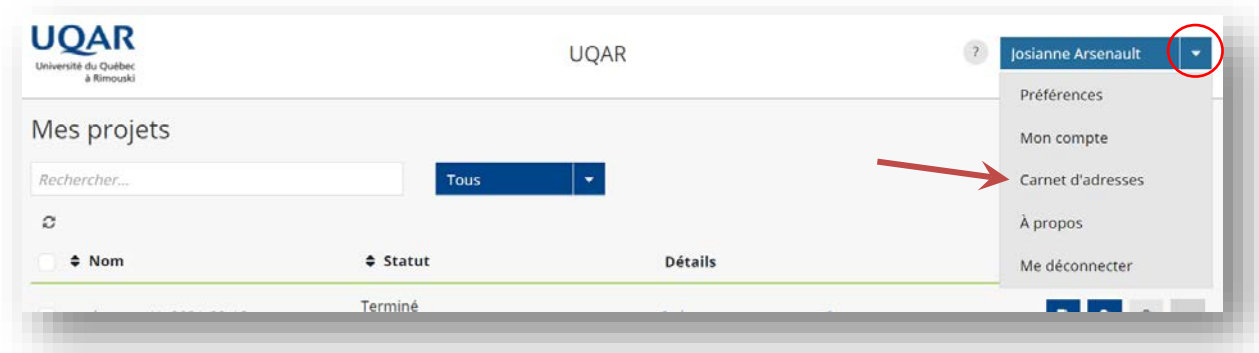 UQAR
Université du Québec
à Rimouski
UQAR
?
Josianne Arsenault
Préférences
Mon compte
Carnet d'adresses
À propos
Me déconnecter
Mes projets
Rechercher...
Tous
Nom
Statut
Détails
Terminé